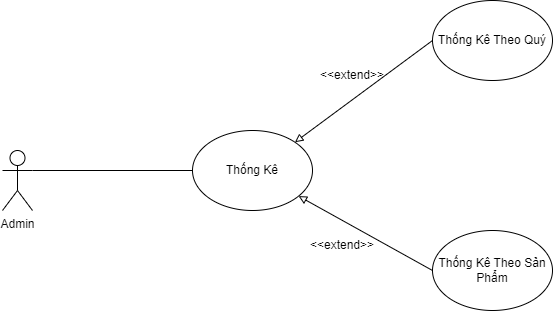 Thống Kê Theo Quý
<<extend>>
Thống Kê
Admin
<<extend>>
Thống Kê Theo Sản
Phẩm